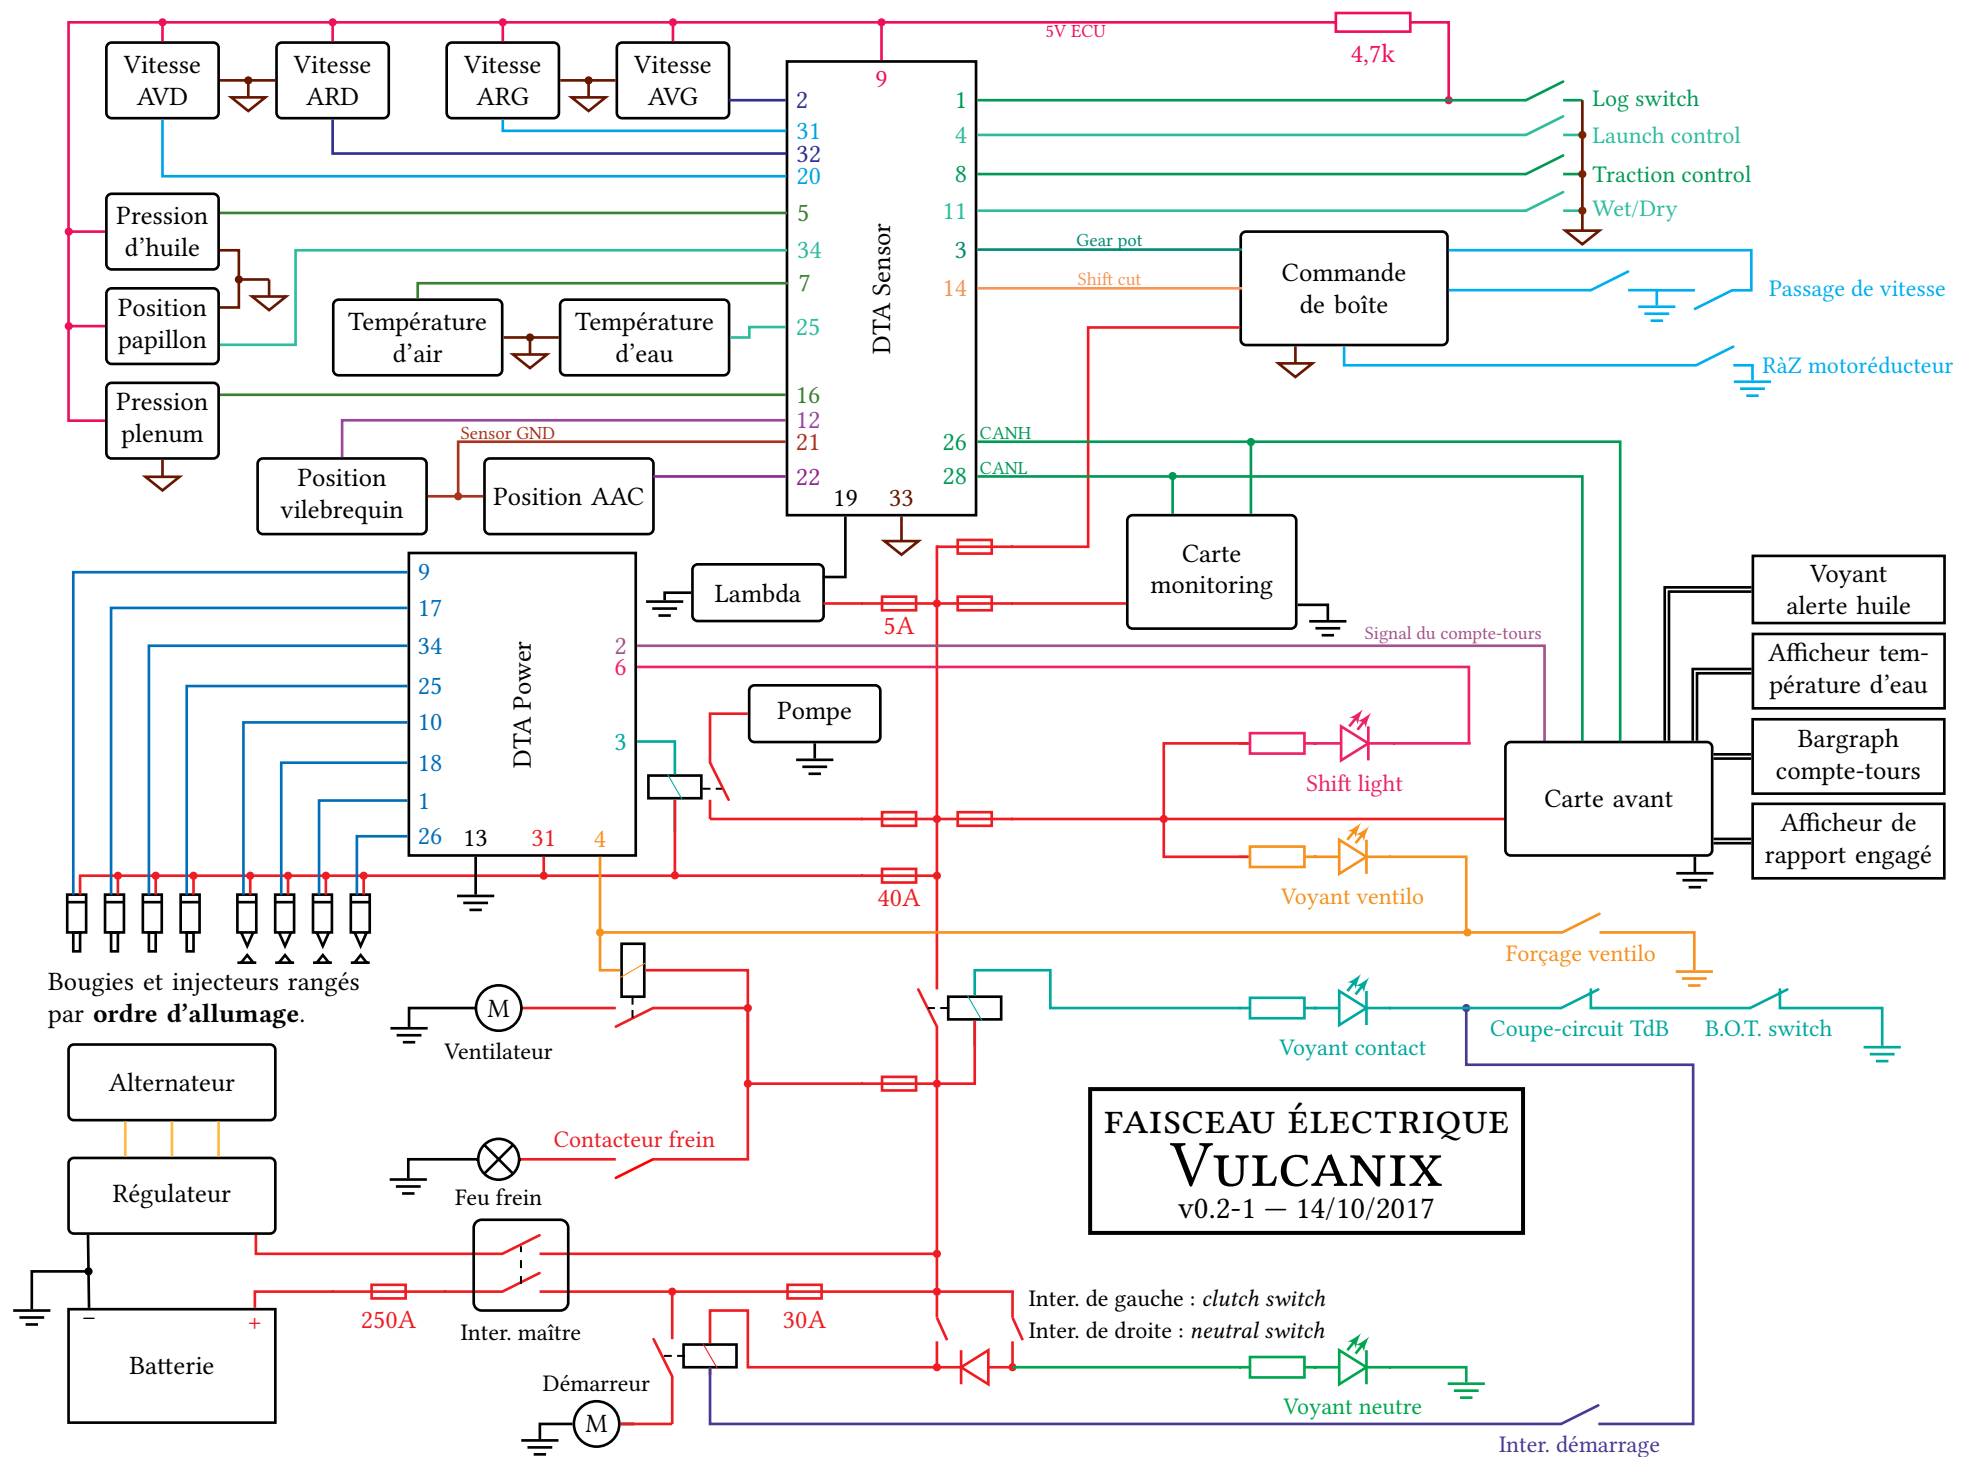 5V ECU
4,7k
Vitesse
AVD
Vitesse
ARD
Vitesse
ARG
Vitesse
AVG
9
2
31
32
20
5
34
7
25
16
12
21
22
19
33
1
4
8
11
3
14
26
28
DTA Sensor
Log switch
Launch control
Traction control
Wet/Dry
Gear pot
Shift cut
Commande
de boîte
Passage de vitesse
RàZ motoréducteur
Pression
d'huile
Position
papillon
Température
d'air
Température
d'eau
Pression
plenum
Sensor GND
Position
vilebrequin
Position AAC
CANH
CANL
Carte
monitoring
Lambda
5A
9
17
34
25
10
18
1
26
13
31
4
2
6
3
DTA Power
Signal du compte-tours
Pompe
Shift light
Voyant
alerte huile
Afficheur tem-
pérature d'eau
Bargraph
compte-tours
Afficheur de
rapport engagé
Carte avant
40A
Voyant ventilo
Forçage ventilo
Bougies et injecteurs rangés
par ordre d'allumage.
M
Ventilateur
Voyant contact
Coupe-circuit TdB
B.O.T. switch
Alternateur
Régulateur
Contacteur frein
Feu frein
FAISCEAU ÉLECTRIQUE
VULCANIX
v0.2-1 — 14/10/2017
−
+
Batterie
250A
Inter. maître
30A
Inter. de gauche : clutch switch
Inter. de droite : neutral switch
Démarreur
M
Voyant neutre
Inter. démarrage